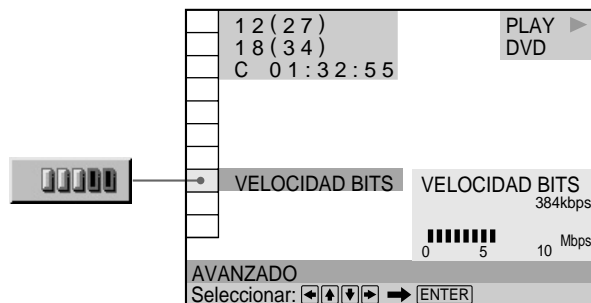 12(27)
18(34)
C 01:32:55
PLAY
DVD
VELOCIDAD BITS
VELOCIDAD BITS
384kbps
0 5 10 Mbps
AVANZADO
Seleccionar: ENTER